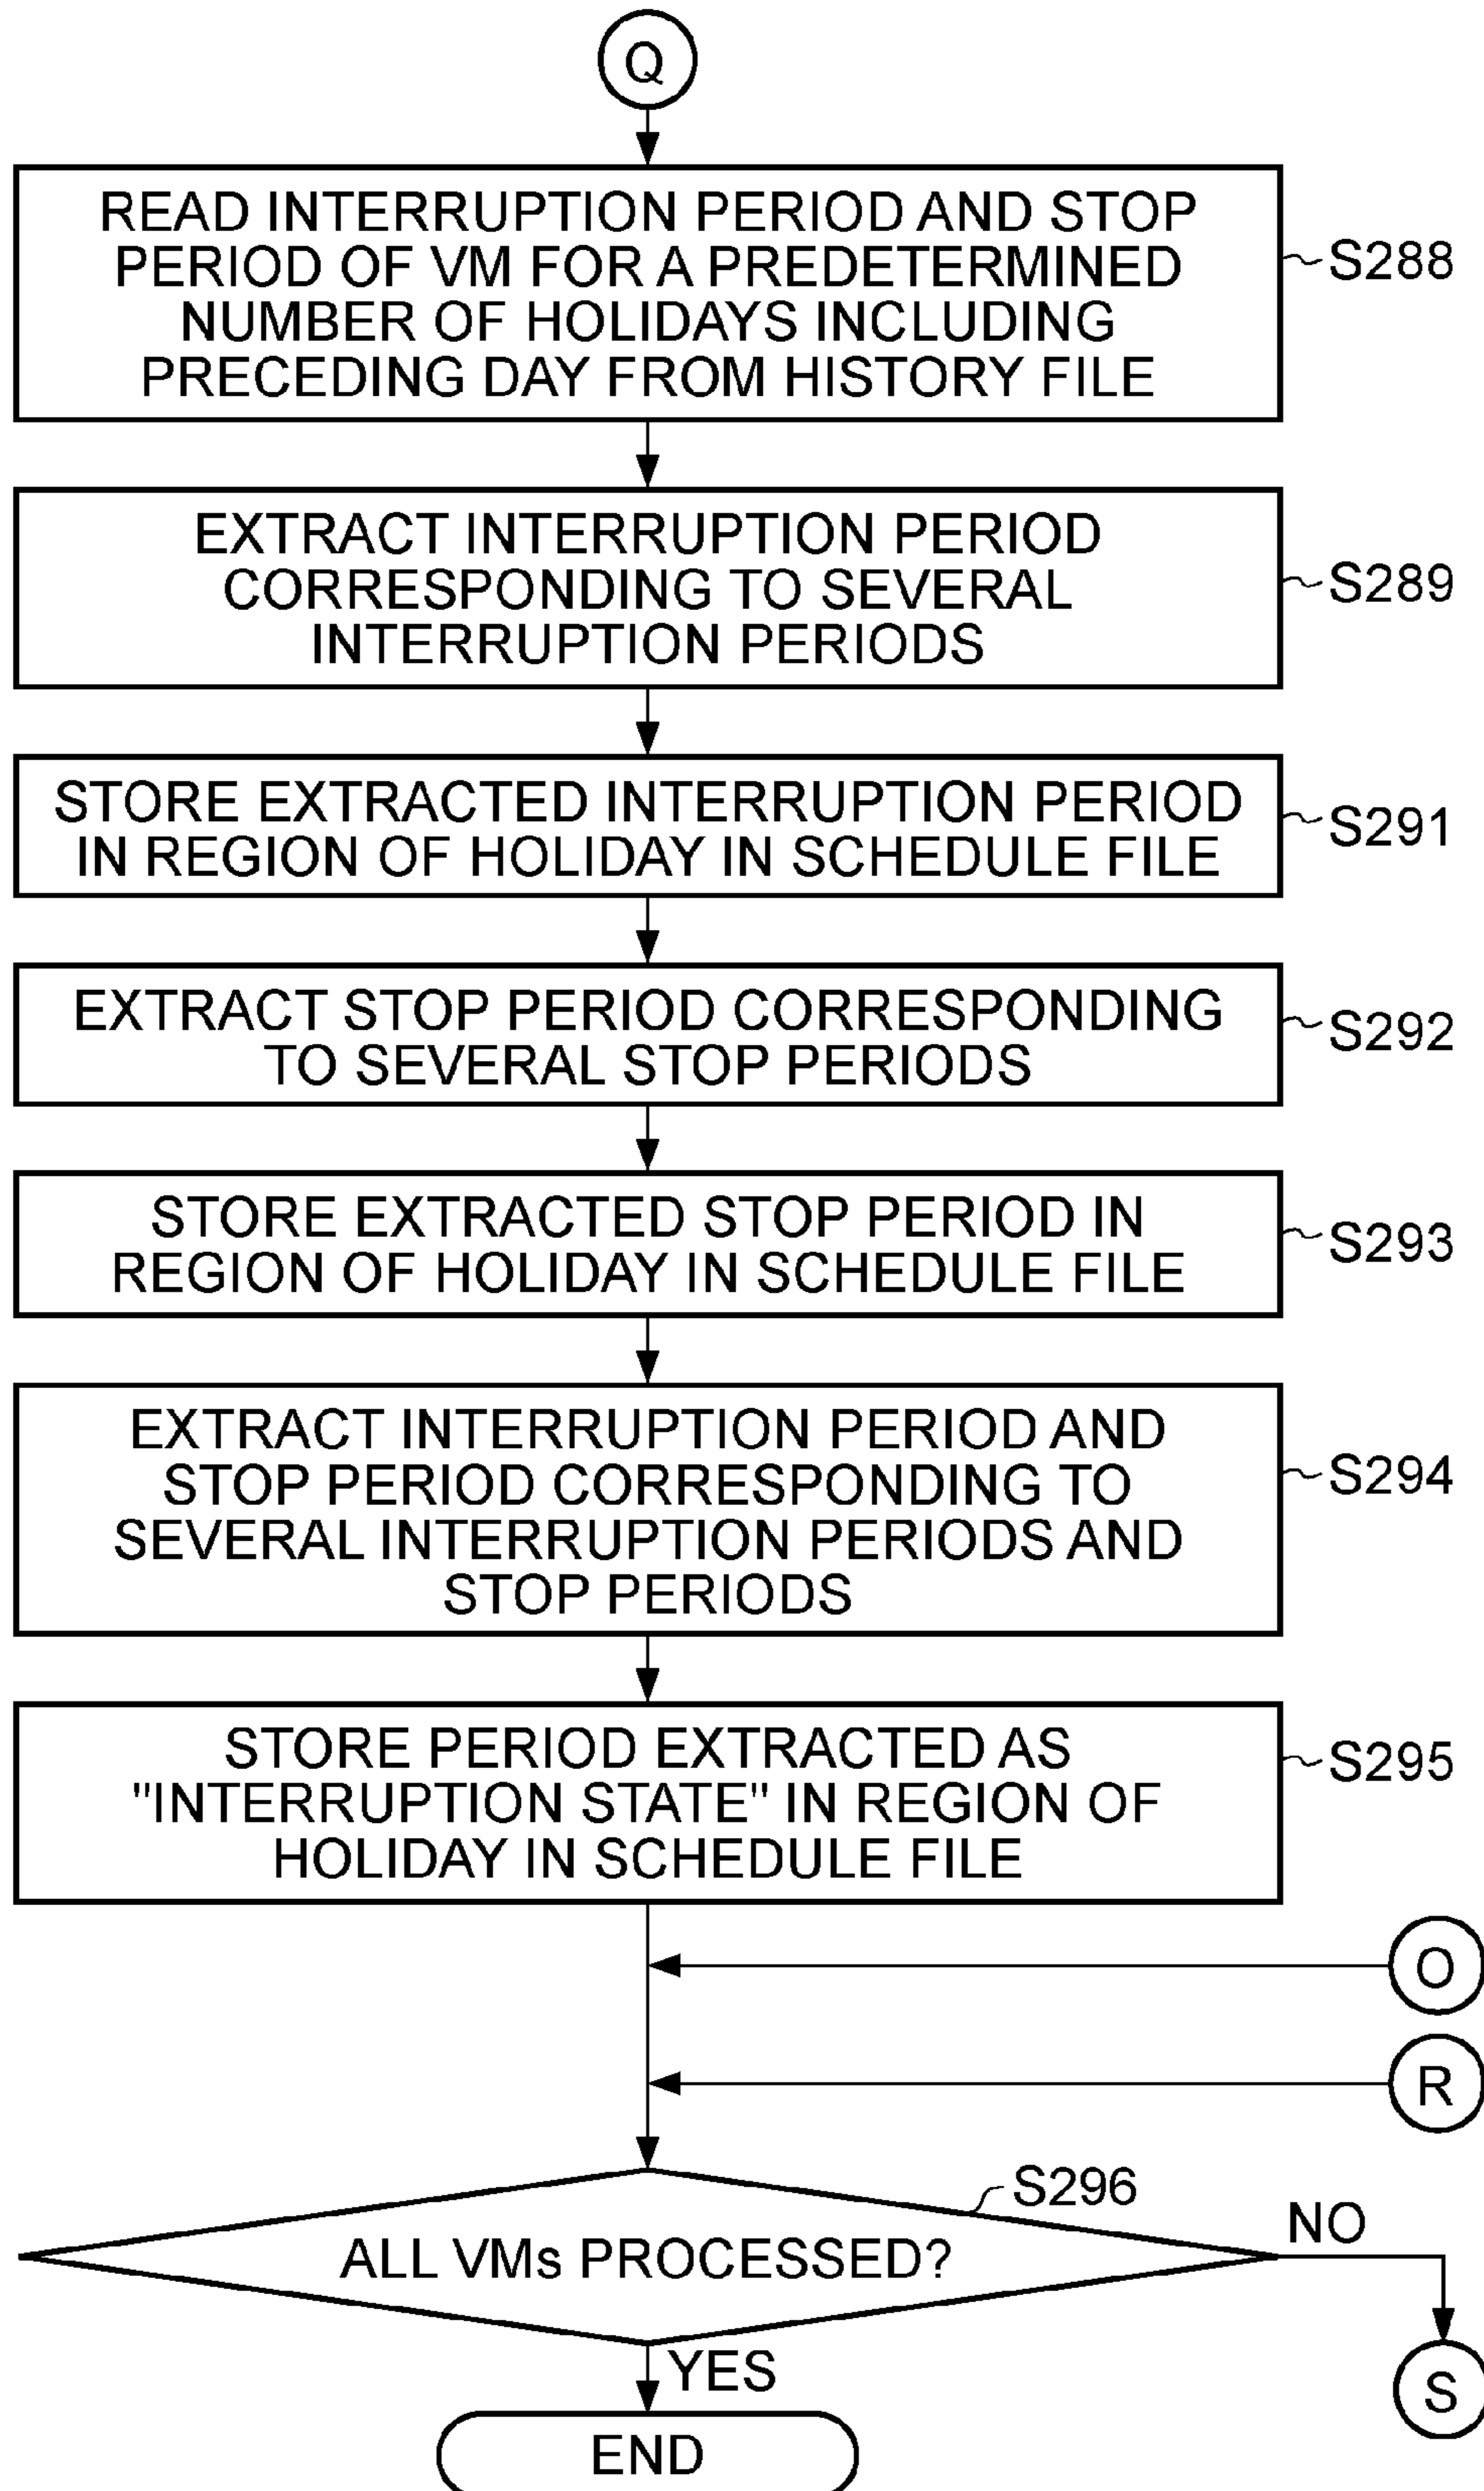 Q
READ INTERRUPTION PERIOD AND STOP
PERIOD OF VM FOR A PREDETERMINED
NUMBER OF HOLIDAYS INCLUDING
PRECEDING DAY FROM HISTORY FILE
S288
EXTRACT INTERRUPTION PERIOD
CORRESPONDING TO SEVERAL
INTERRUPTION PERIODS
S289
STORE EXTRACTED INTERRUPTION PERIOD
IN REGION OF HOLIDAY IN SCHEDULE FILE
S291
EXTRACT STOP PERIOD CORRESPONDING
TO SEVERAL STOP PERIODS
S292
STORE EXTRACTED STOP PERIOD IN
REGION OF HOLIDAY IN SCHEDULE FILE
S293
EXTRACT INTERRUPTION PERIOD AND
STOP PERIOD CORRESPONDING TO
SEVERAL INTERRUPTION PERIODS AND
STOP PERIODS
S294
STORE PERIOD EXTRACTED AS
"INTERRUPTION STATE" IN REGION OF
HOLIDAY IN SCHEDULE FILE
S295
O
R
S296
ALL VMs PROCESSED?
NO
YES
S
END